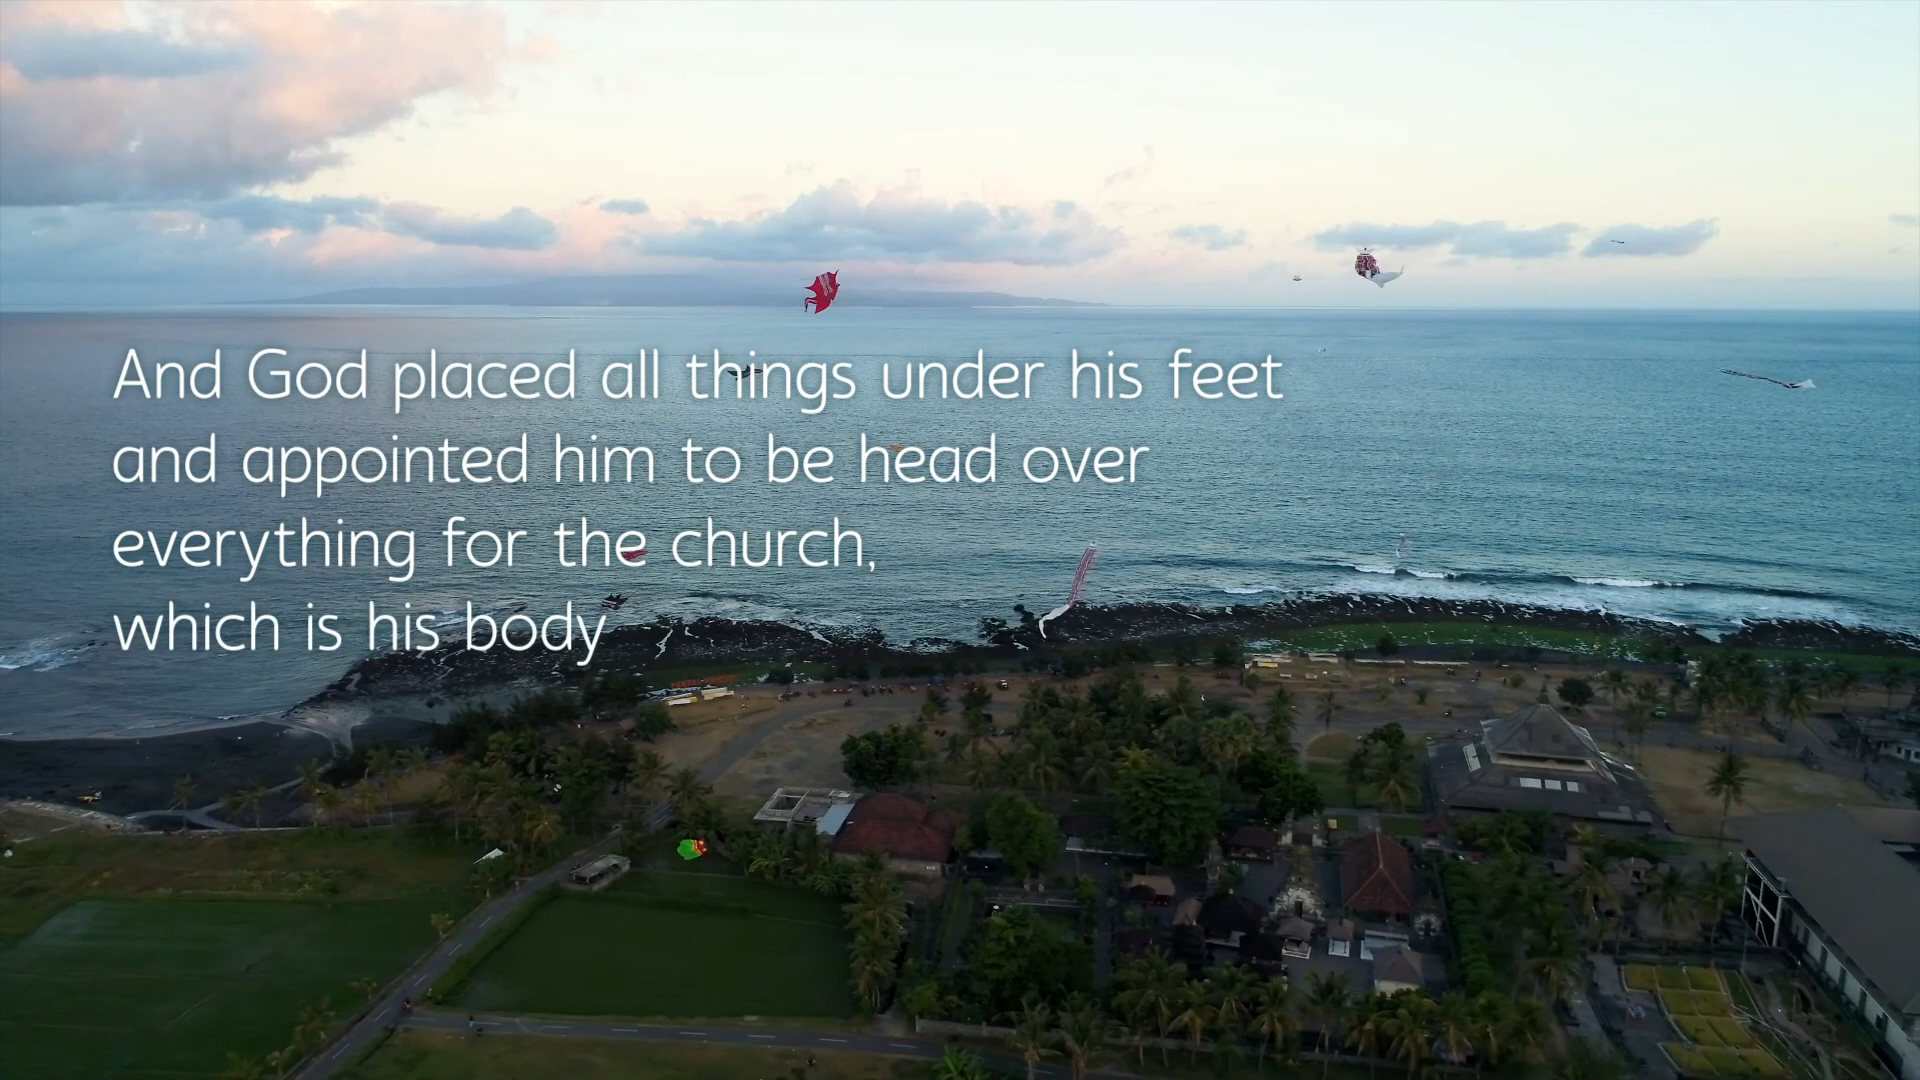 And God placed all things under his feet
and appointed him to be head over
everything for the church,
which is his body